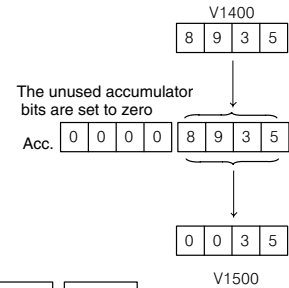 V1400
8 9 3 5
The unused accumulator
bits are set to zero
Acc. 0 0 0 0 8 9 3 5
0 0 3 5
V1500